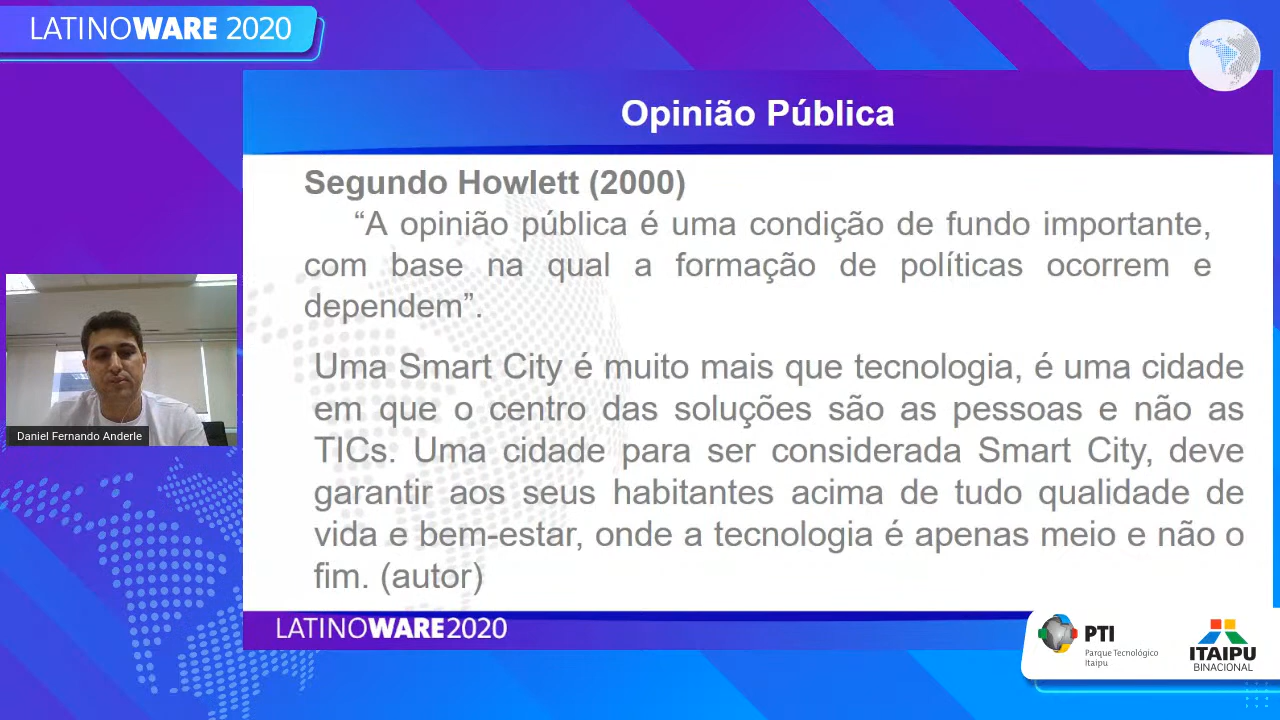 LATINOWARE 2020
Opinião Pública
Segundo Howlett (2000)
“A opinião pública é uma condição de fundo importante,
com base na qual a formação de políticas ocorrem e
dependem”.
Uma Smart City é muito mais que tecnologia, é uma cidade
em que o centro das soluções são as pessoas e não as
TICs. Uma cidade para ser considerada Smart City, deve
garantir aos seus habitantes acima de tudo qualidade de
vida e bem-estar, onde a tecnologia é apenas meio e não o
fim. (autor)
Daniel Fernando Anderle
LATINOWARE2020
PTI
Parque Tecnológico
Itaipu
ITAIPU
BINACIONAL